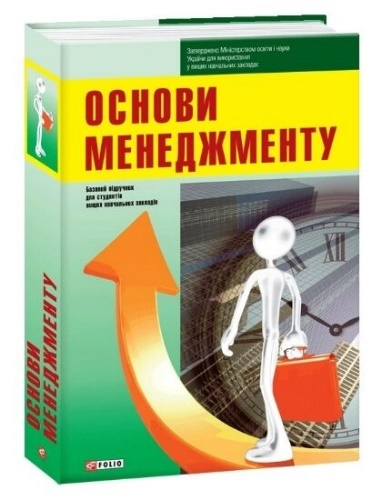 Затверджено Міністерством освіти і науки
України для використання
у вищих навчальних закладах
ОСНОВИ
МЕНЕДЖМЕНТУ
Базовий підручник
для студентів
вищих навчальних закладів
XII
ОСНОВИ
МЕНЕДЖМЕНТУ
FOLIO